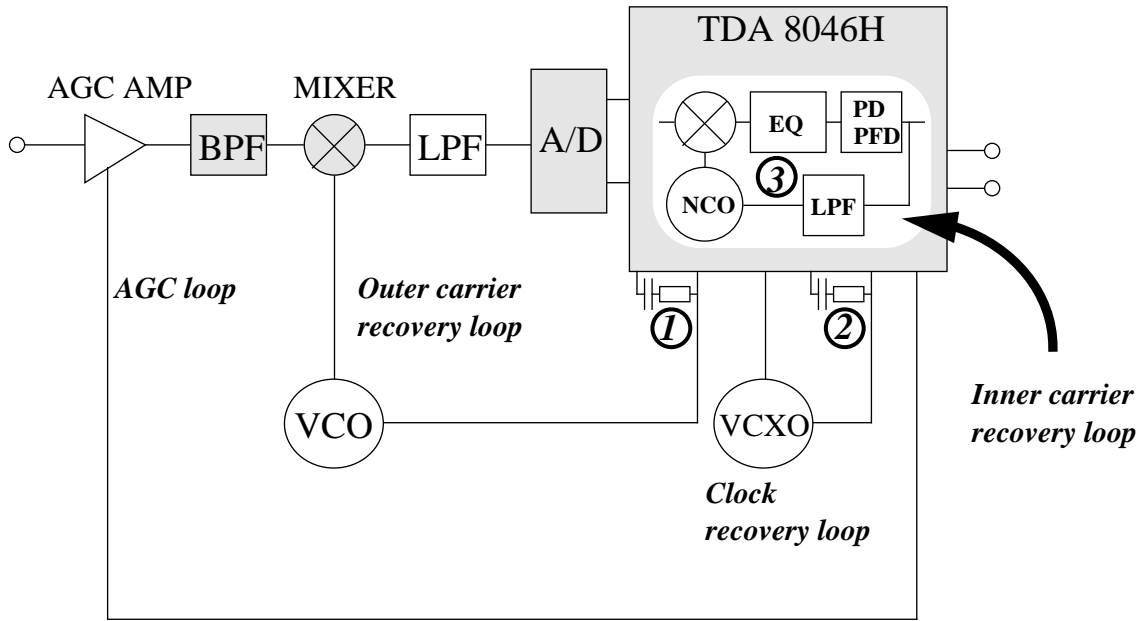 TDA 8046H
AGC AMP
MIXER
BPF
LPF
A/D
EQ
PD
PFD
3
NCO
LPF
AGC loop
Outer carrier
recovery loop
1
2
Inner carrier
recovery loop
VCO
VCXO
Clock
recovery loop